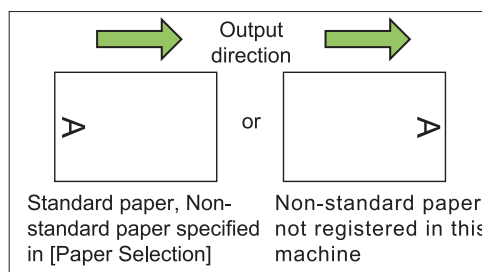 Output
direction
A
or
A
Standard paper, Non-
standard paper specified
in [Paper Selection]
Non-standard paper
not registered in this
machine